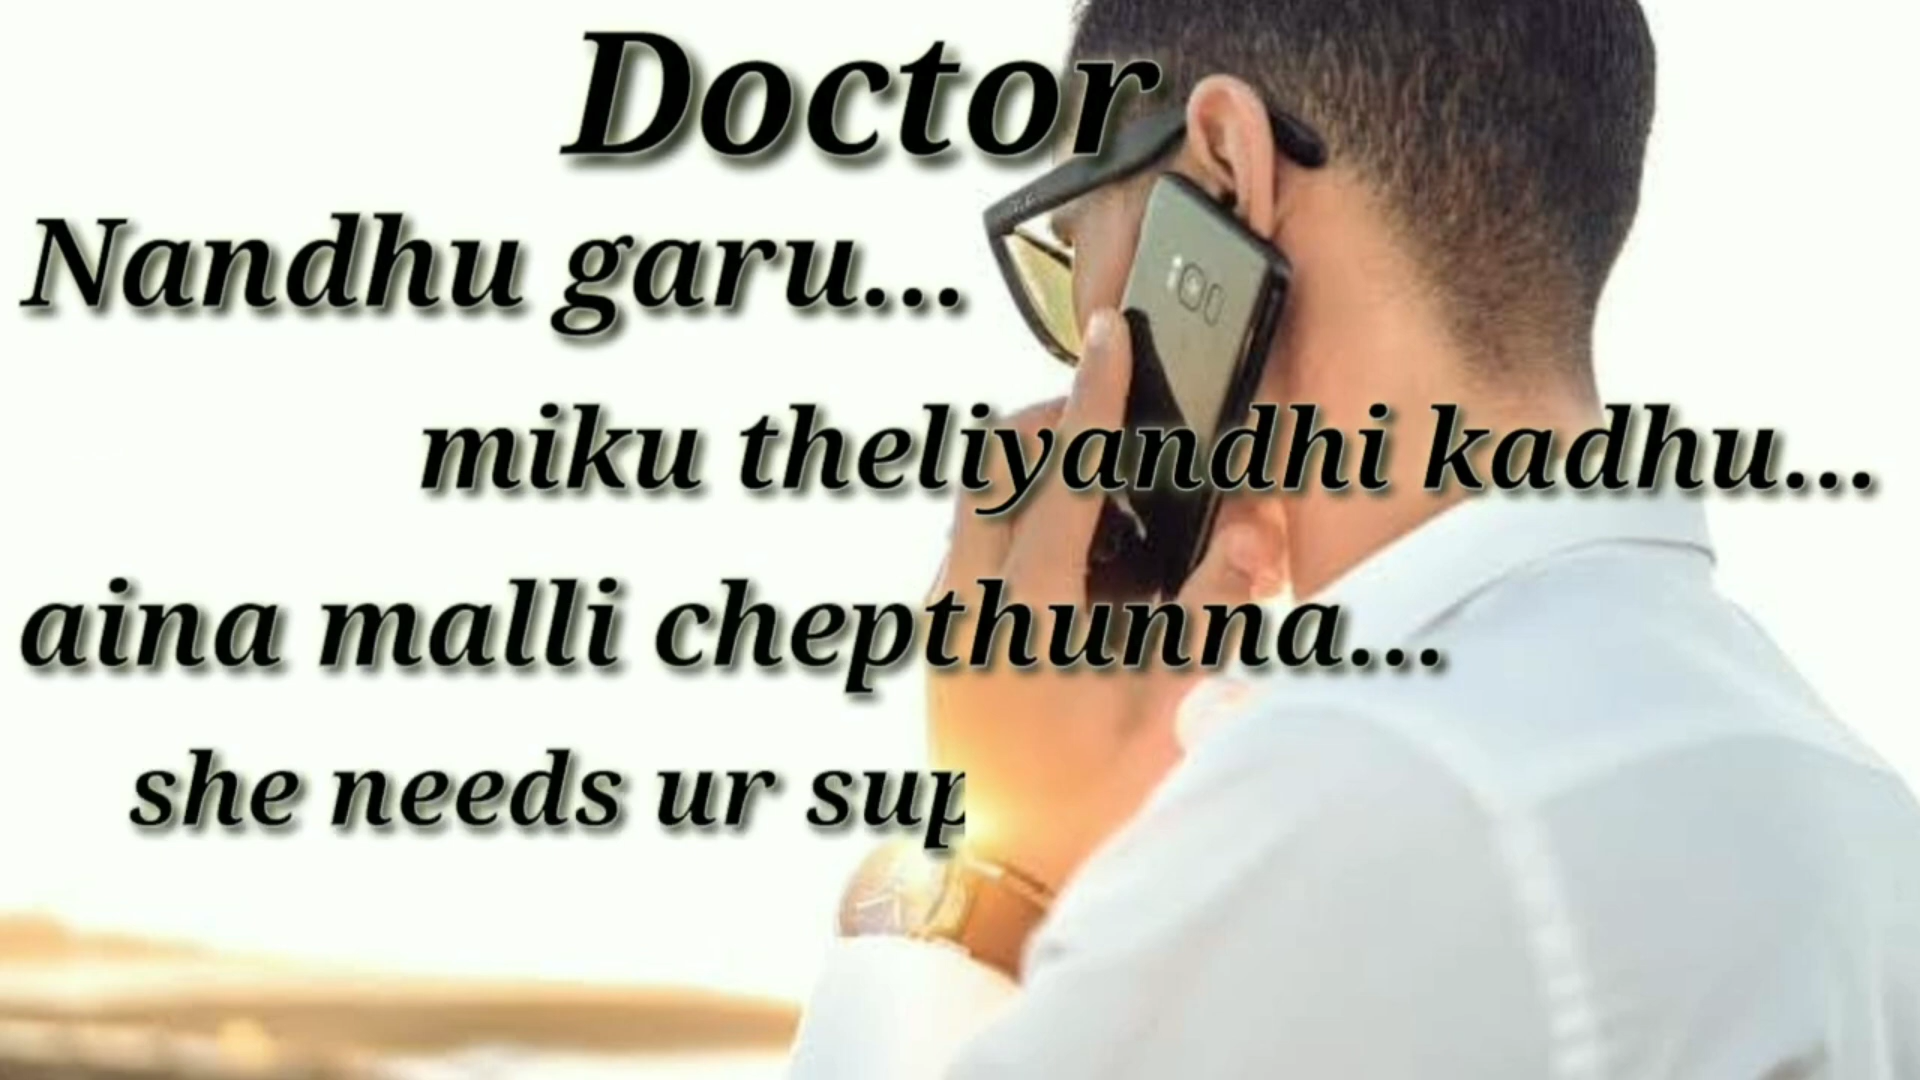 Doctor
Nandhu garu...
miku theliyandhi kadhu...
aina malli chepthunna...
she needs ur sup